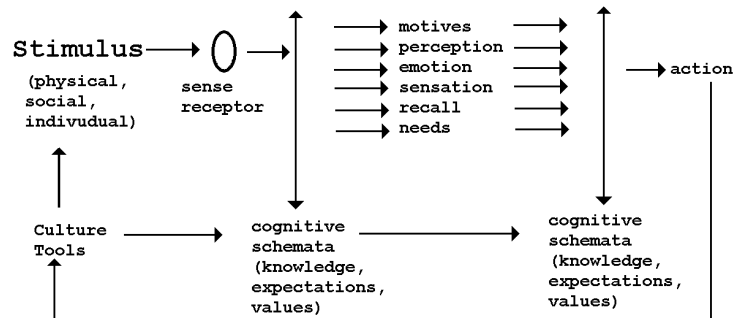 Stimulus
(physical,
social,
indivudual)
sense
receptor
motives
perception
emotion
sensation
recall
needs
action
Culture
Tools
cognitive
schemata
(knowledge,
expectations,
values)
cognitive
schemata
(knowledge,
expectations,
values)